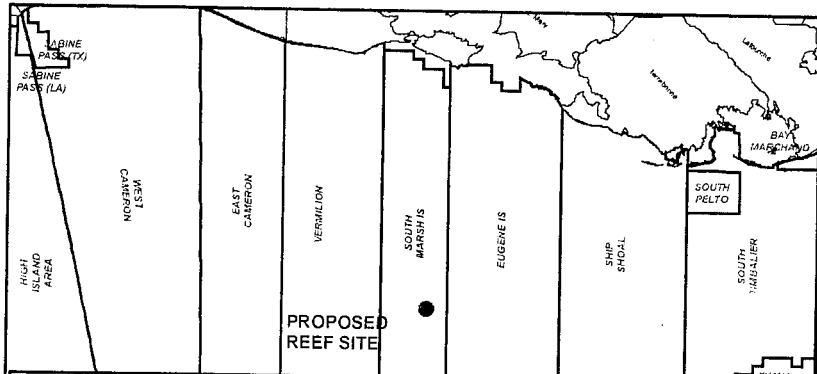 SABINE
PASS (TX)
SABINE
PASS (LA)
HIGH
ISLAND
AREA
WEST
CAMERON
EAST
CAMERON
VERMILION
SOUTH
MARSH IS
EUGENE IS
SHIP
SHOAL
SOUTH
TIMBALIER
SOUTH
PELTO
BAY
MARCHAND
Terrebonne
Lafourche
PROPOSED
REEF SITE